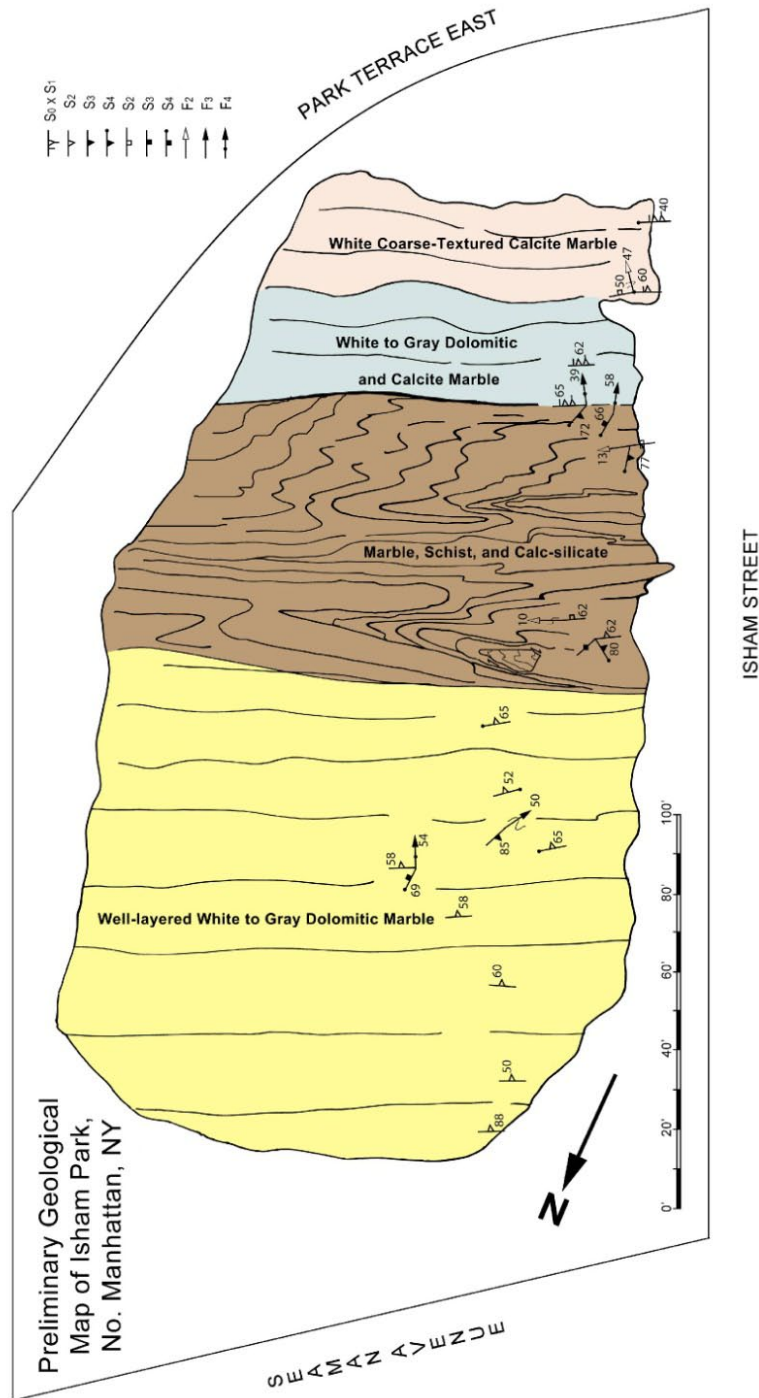 Preliminary Geological
Map of Isham Park,
No. Manhattan, NY
S₀ x S₁
S₂
S₃
S₄
S₂
S₃
S₄
F₂
F₃
F₄
PARK TERRACE EAST
White Coarse-Textured Calcite Marble
40
47
50
60
White to Gray Dolomitic
and Calcite Marble
62
39
65
58
66
72
13
77
Marble, Schist, and Calc-silicate
10
62
62
80
65
52
50
85
65
58
54
69
58
Well-layered White to Gray Dolomitic Marble
60
50
88
N
0'
20'
40'
60'
80'
100'
ISHAM STREET
SEAMAN AVENUE